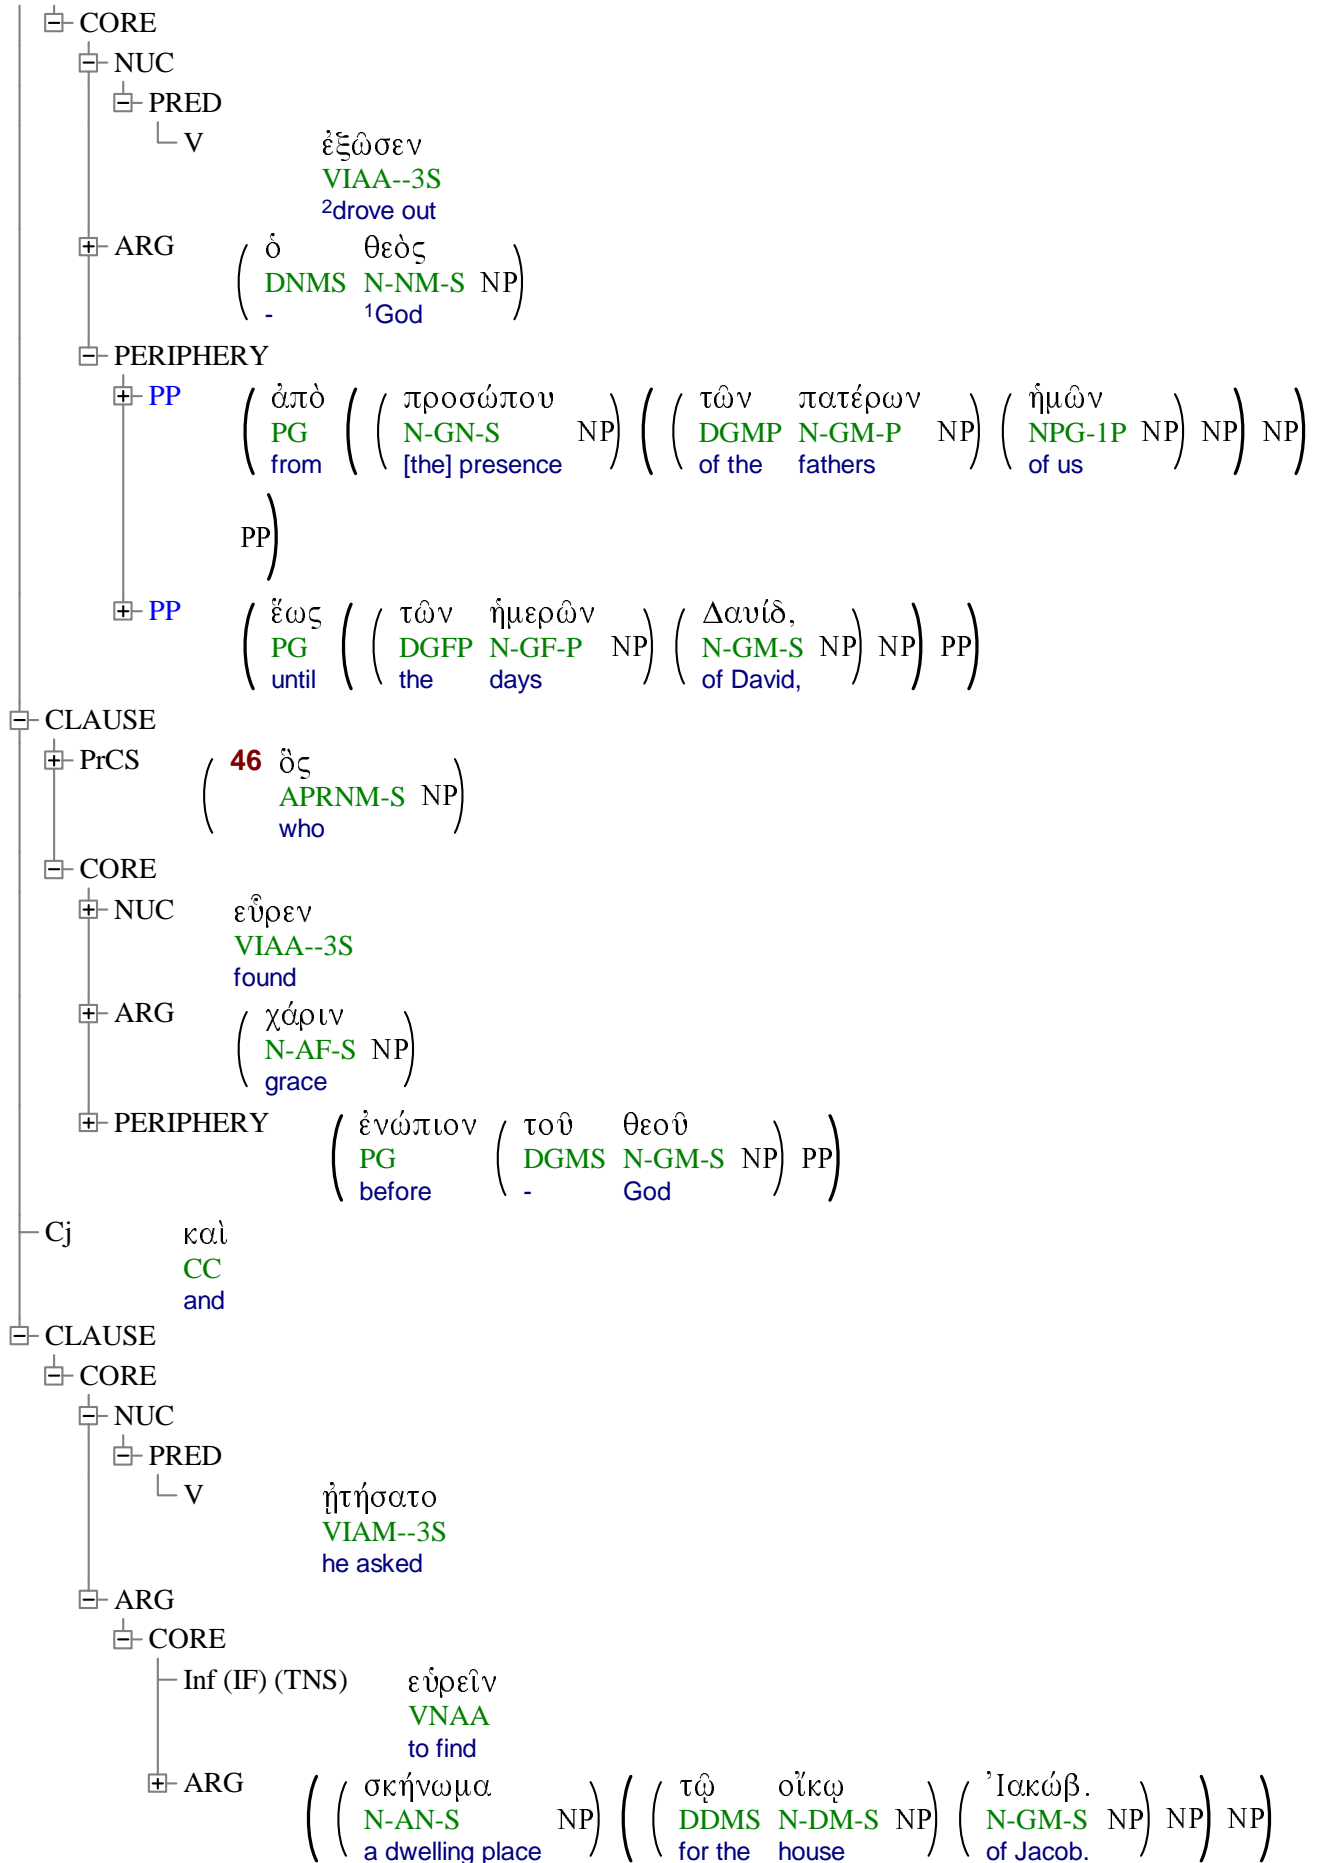 CORE
NUC
PRED
V ἐξῶσεν
VIAA--3S
2drove out
ARG ( ὁ θεὸς
DNMS N-NM-S NP)
- 1God
PERIPHERY
PP ( ἀπὸ ( ( προσώπου ( ( τῶν πατέρων ( ἡμῶν
PG N-GN-S NP) DGMP N-GM-P NP) NPG-1P NP) NP) NP)
from [the] presence of the fathers of us
PP)
PP ( ἕως ( ( τῶν ἡμερῶν ( Δαυίδ,
PG DGFP N-GF-P NP) N-GM-S NP) NP) PP)
until the days of David,
CLAUSE
PrCS ( 46 ὃς
APRNM-S NP)
who
CORE
NUC εὗρεν
VIAA--3S
found
ARG ( χάριν
N-AF-S NP)
grace
PERIPHERY ( ἐνώπιον ( τοῦ θεοῦ
PG DGMS N-GM-S NP) PP)
before - God
Cj καὶ
CC
and
CLAUSE
CORE
NUC
PRED
V ᾐτήσατο
VIAM--3S
he asked
ARG
CORE
Inf (IF) (TNS) εὑρεῖν
VNAA
to find
ARG ( ( σκήνωμα ( ( τῷ οἴκῳ ( Ἰακώβ.
N-AN-S NP) DDMS N-DM-S NP) N-GM-S NP) NP) NP)
a dwelling place for the house of Jacob.